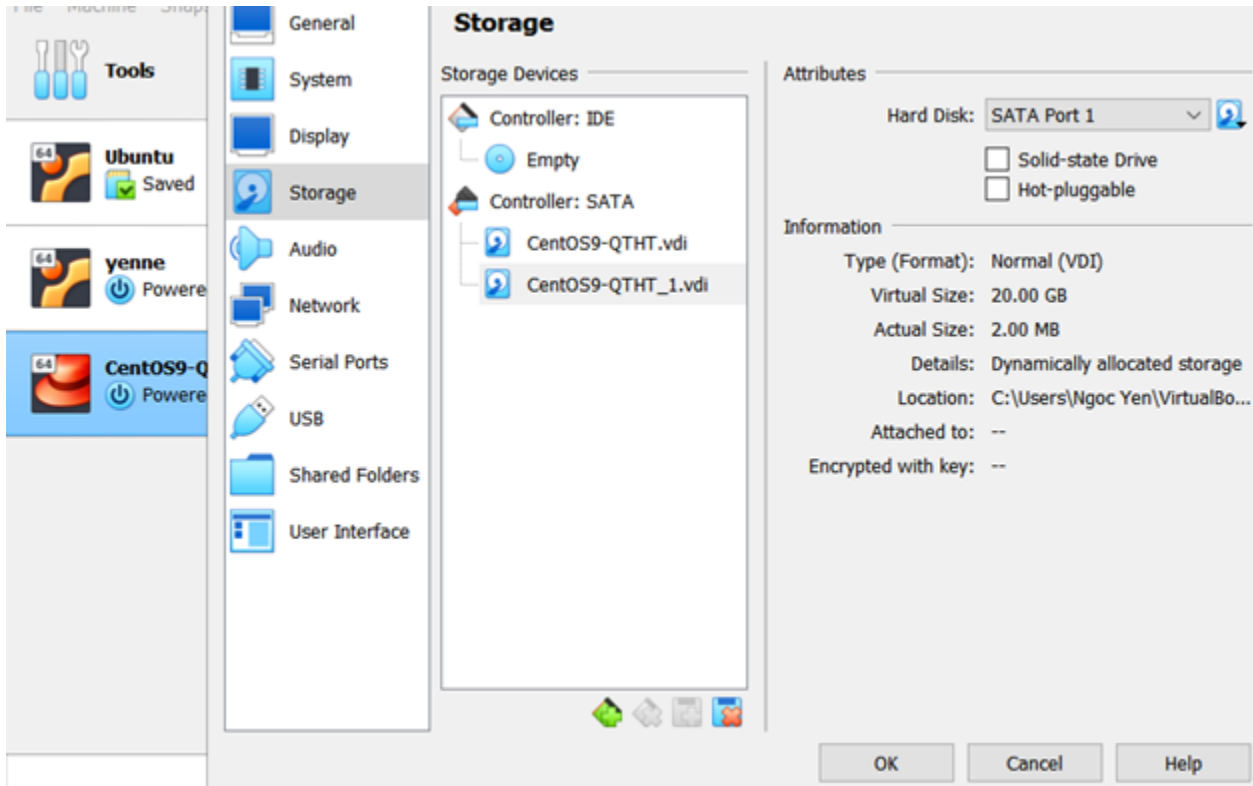 File Machine Snap
Tools
64
Ubuntu
Saved
64
yenne
Powere
64
CentOS9-Q
Powere
General
System
Display
Storage
Audio
Network
Serial Ports
USB
Shared Folders
User Interface
Storage
Storage Devices
Controller: IDE
Empty
Controller: SATA
CentOS9-QTHT.vdi
CentOS9-QTHT_1.vdi
Attributes
Hard Disk: SATA Port 1
Solid-state Drive
Hot-pluggable
Information
Type (Format): Normal (VDI)
Virtual Size: 20.00 GB
Actual Size: 2.00 MB
Details: Dynamically allocated storage
Location: C:\Users\Ngoc Yen\VirtualBo...
Attached to: --
Encrypted with key: --
OK Cancel Help